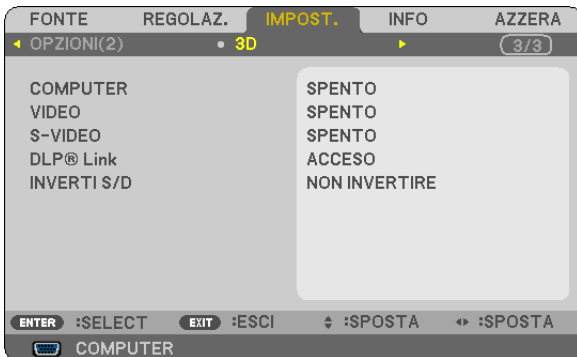 FONTE REGOLAZ. IMPOST. INFO AZZERA
OPZIONI(2) 3D 3/3
COMPUTER SPENTO
VIDEO SPENTO
S-VIDEO SPENTO
DLP® Link ACCESO
INVERTI S/D NON INVERTIRE
ENTER :SELECT EXIT :ESCI :SPOSTA :SPOSTA
COMPUTER